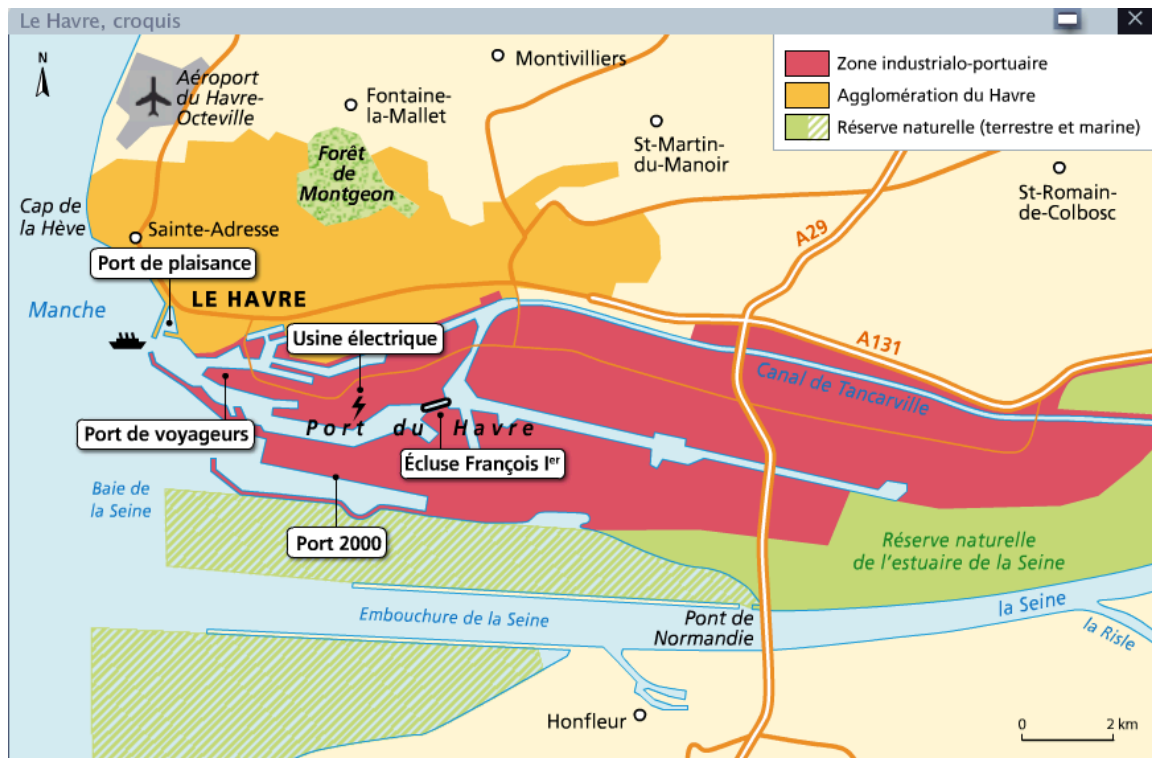 Le Havre, croquis
N
Aéroport
du Havre-
Octeville
Montivilliers
Fontaine-
la-Mallet
Zone industrialo-portuaire
Agglomération du Havre
Réserve naturelle (terrestre et marine)
St-Martin-
du-Manoir
Forêt
de
Montgeon
St-Romain-
de-Colbosc
Cap de
la Hève
Sainte-Adresse
A29
Port de plaisance
LE HAVRE
Manche
Usine électrique
A131
Canal de Tancarville
Port de voyageurs
Port du Havre
Écluse François Ier
Baie de
la Seine
Port 2000
Réserve naturelle
de l'estuaire de la Seine
Embouchure de la Seine
Pont de
Normandie
la Seine
la Risle
Honfleur
0 2 km